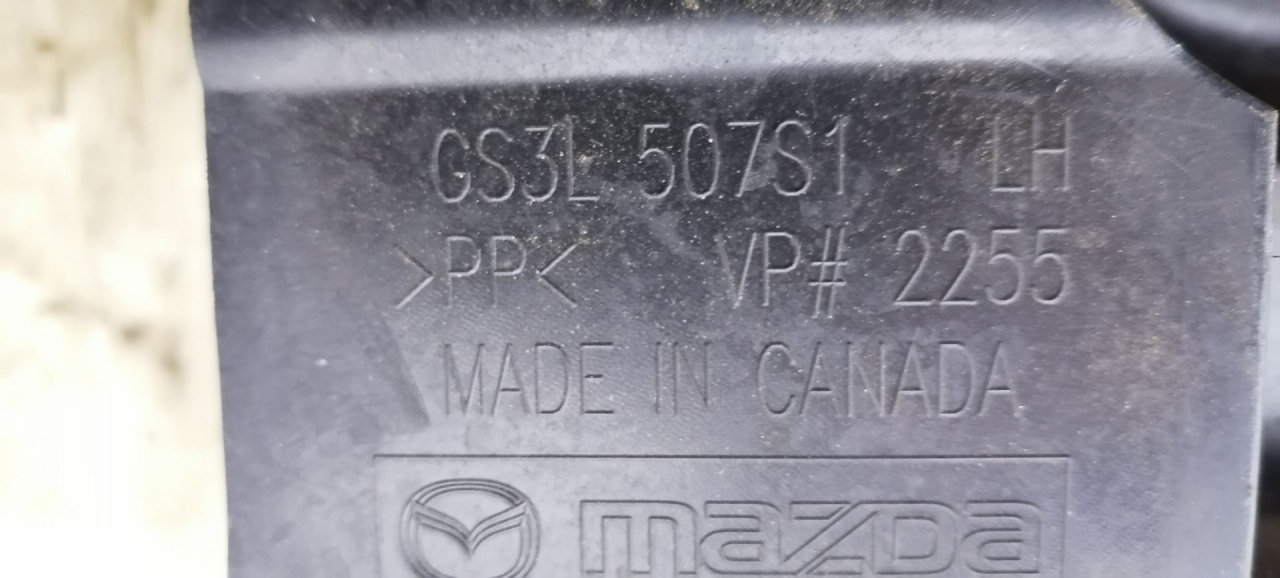 GS3L 507S1 LH
>PP< VP# 2255
MADE IN CANADA
mazda